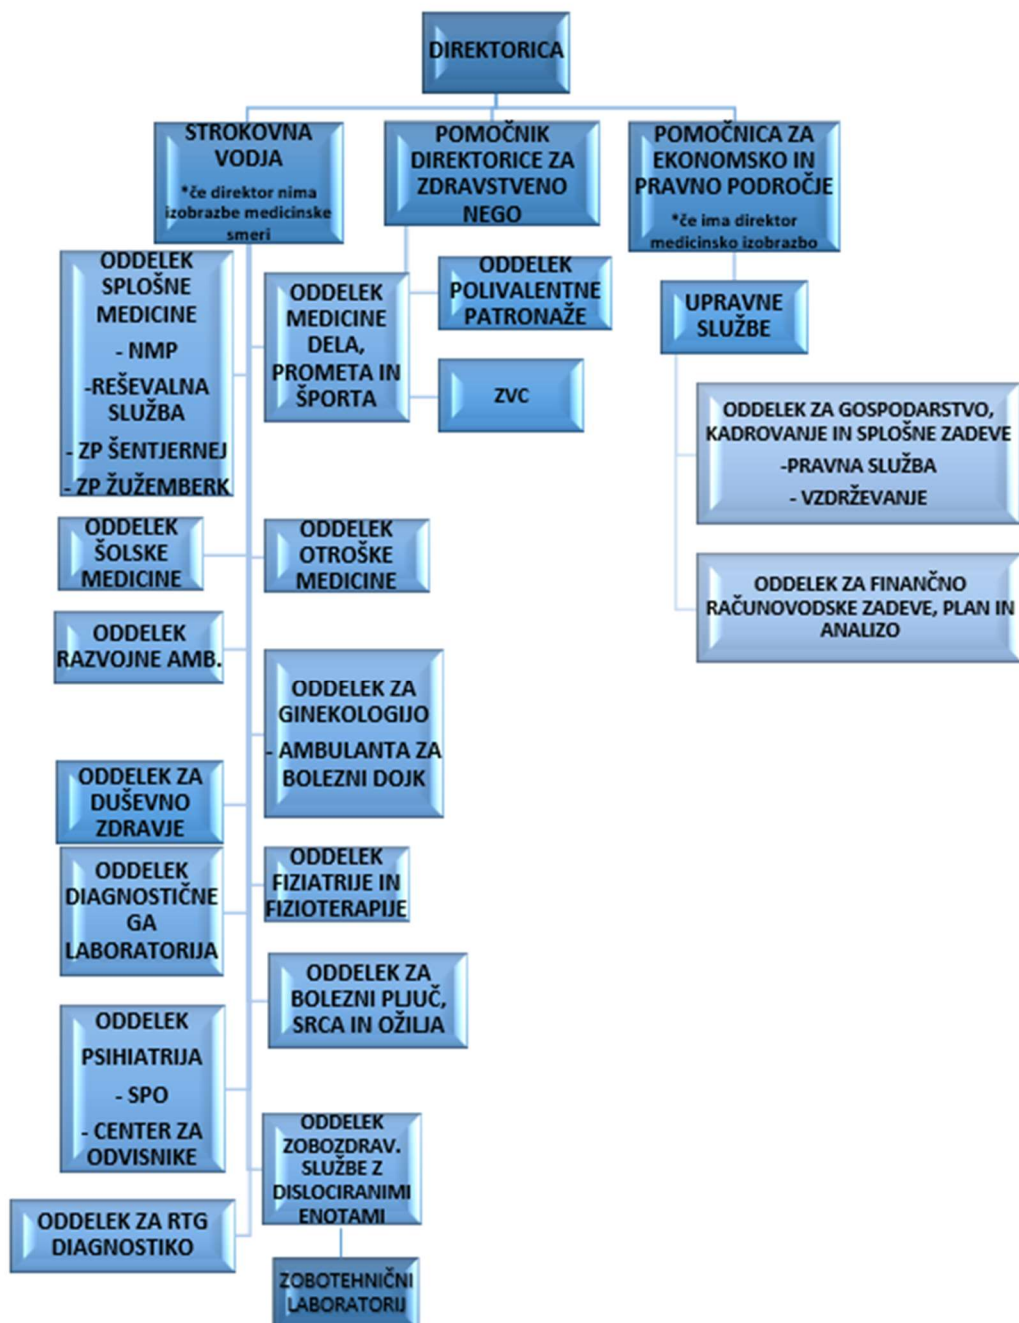 DIREKTORICA
STROKOVNA
VODJA
*če direktor nima
izobrazbe medicinske
smeri
POMOČNIK
DIREKTORICE ZA
ZDRAVSTVENO
NEGO
POMOČNICA ZA
EKONOMSKO IN
PRAVNO PODROČJE
*če ima direktor
medicinsko izobrazbo
ODDELEK
SPLOŠNE
MEDICINE
- NMP
-REŠEVALNA
SLUŽBA
- ZP ŠENTJERNEJ
- ZP ŽUŽEMBERK
ODDELEK
MEDICINE
DELA,
PROMETA IN
ŠPORTA
ODDELEK
POLIVALENTNE
PATRONAŽE
ZVC
UPRAVNE
SLUŽBE
ODDELEK ZA GOSPODARSTVO,
KADROVANJE IN SPLOŠNE ZADEVE
-PRAVNA SLUŽBA
- VZDRŽEVANJE
ODDELEK ZA FINANČNO
RAČUNOVODSKE ZADEVE, PLAN IN
ANALIZO
ODDELEK
ŠOLSKE
MEDICINE
ODDELEK
OTROŠKE
MEDICINE
ODDELEK
RAZVOJNE AMB.
ODDELEK ZA
GINEKOLOGIJO
- AMBULANTA ZA
BOLEZNI DOJK
ODDELEK ZA
DUŠEVNO
ZDRAVJE
ODDELEK
DIAGNOSTIČNE
GA
LABORATORIJA
ODDELEK
FIZIATRIJE IN
FIZIOTERAPIJE
ODDELEK ZA
BOLEZNI PLJUČ,
SRCA IN OŽILJA
ODDELEK
PSIHIATRIJA
- SPO
- CENTER ZA
ODVISNIKE
ODDELEK
ZOBOZDRAV.
SLUŽBE Z
DISLOCIRANIMI
ENOTAMI
ODDELEK ZA RTG
DIAGNOSTIKO
ZOBOTEHNIČNI
LABORATORIJ